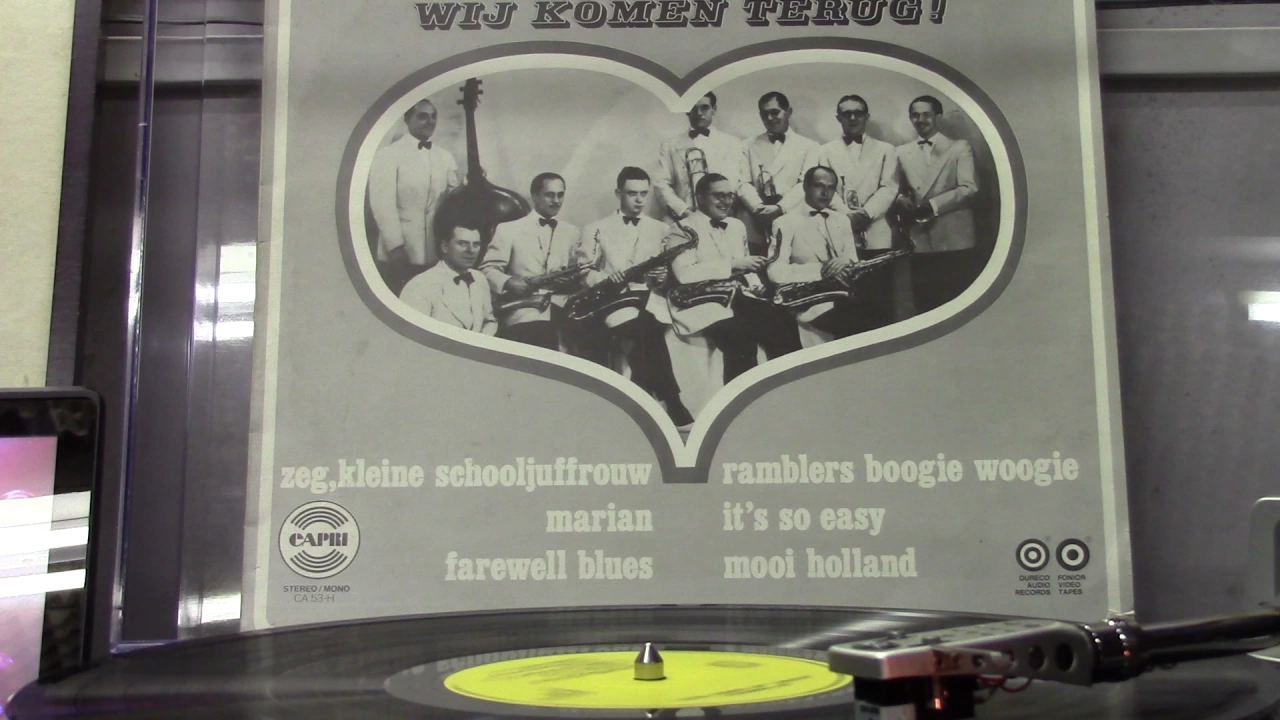 WIJ KOMEN TERUG!
zeg,kleine schooljuffrouw
marian
farewell blues
ramblers boogie woogie
it's so easy
mooi holland
CAPRI
STEREO/MONO
CA 53-H
DURECO
AUDIO
RECORDS
FONIOR
VIDEO
TAPES